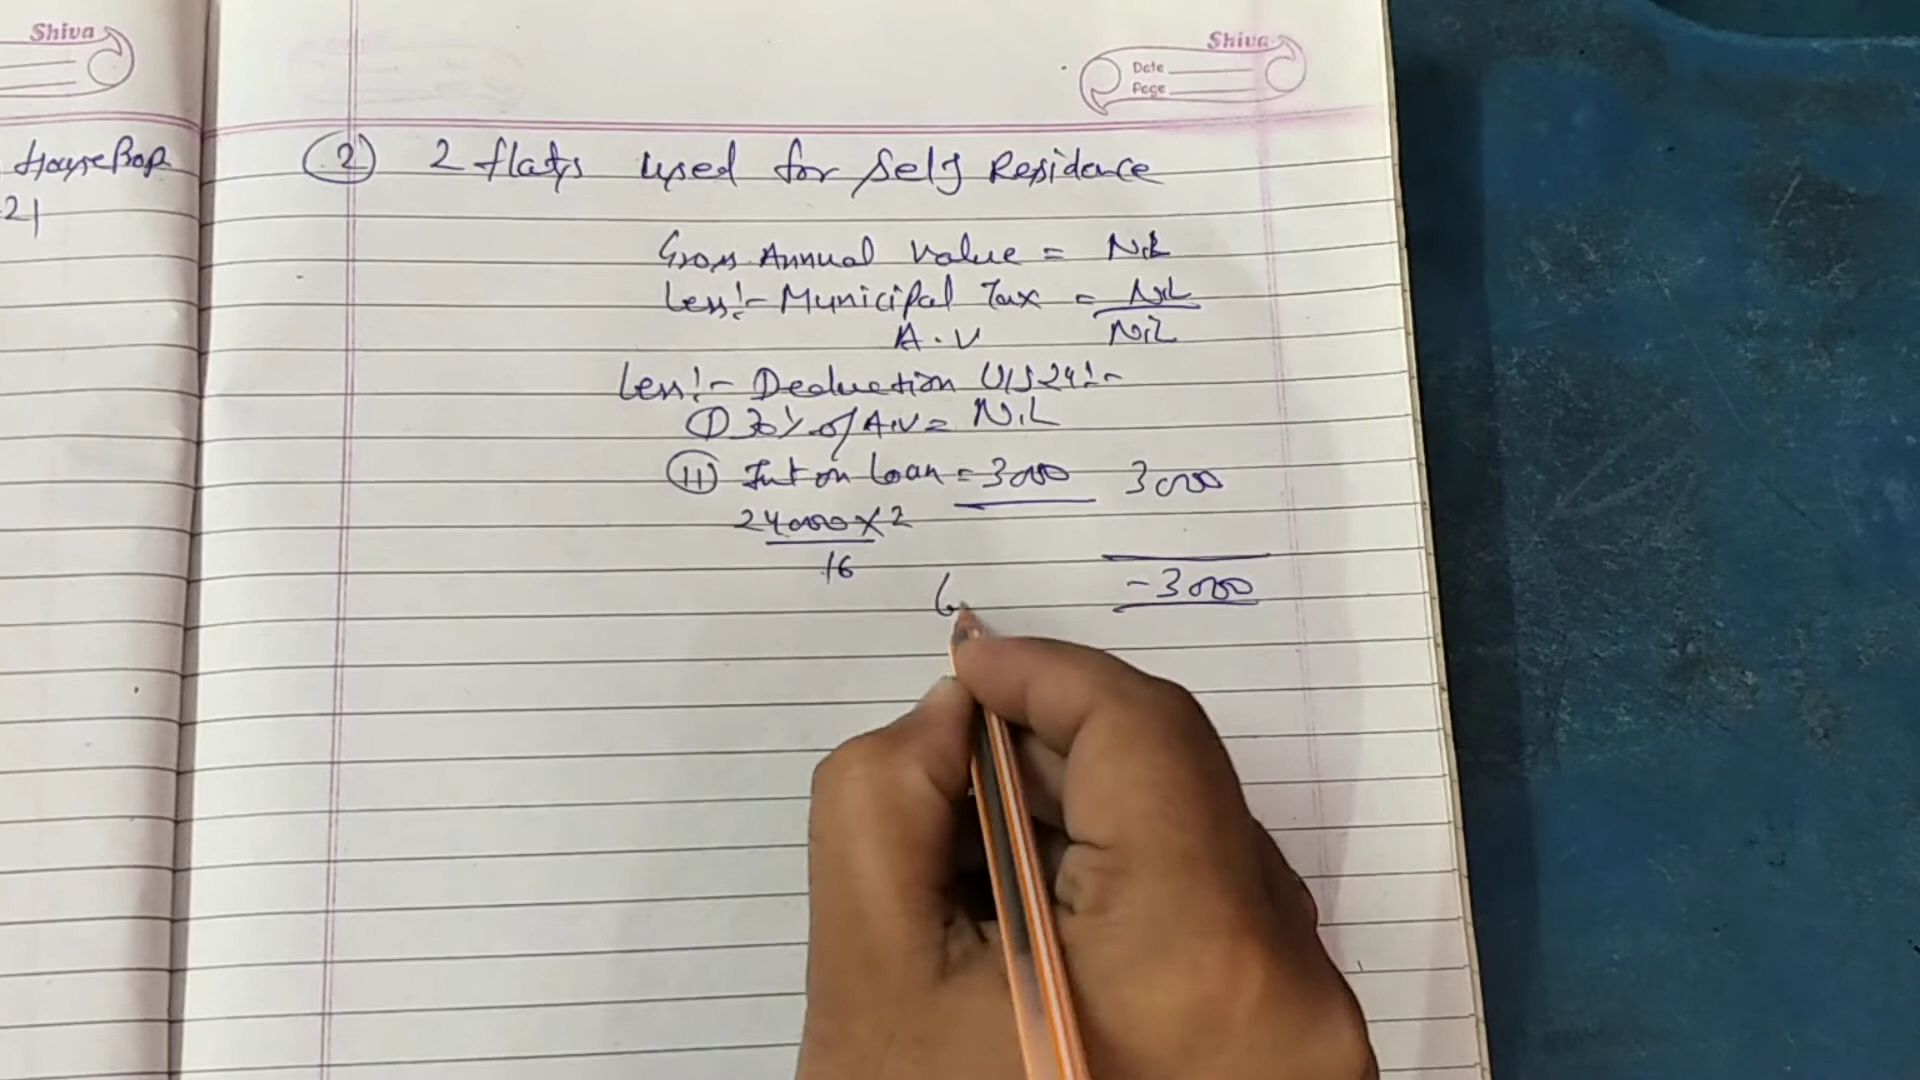 Shiva
House Prop
21
Shiva
Date
Page
(2) 2 flats used for Self Residence
Gross Annual Value = NiL
Less:- Municipal Tax = NiL
A.V NiL
Less:- Deduction U/S 24:-
(I) 30% of A.V = NiL
(II) Int on Loan = 3000 3000
24000 X 2
16
- 3000
(